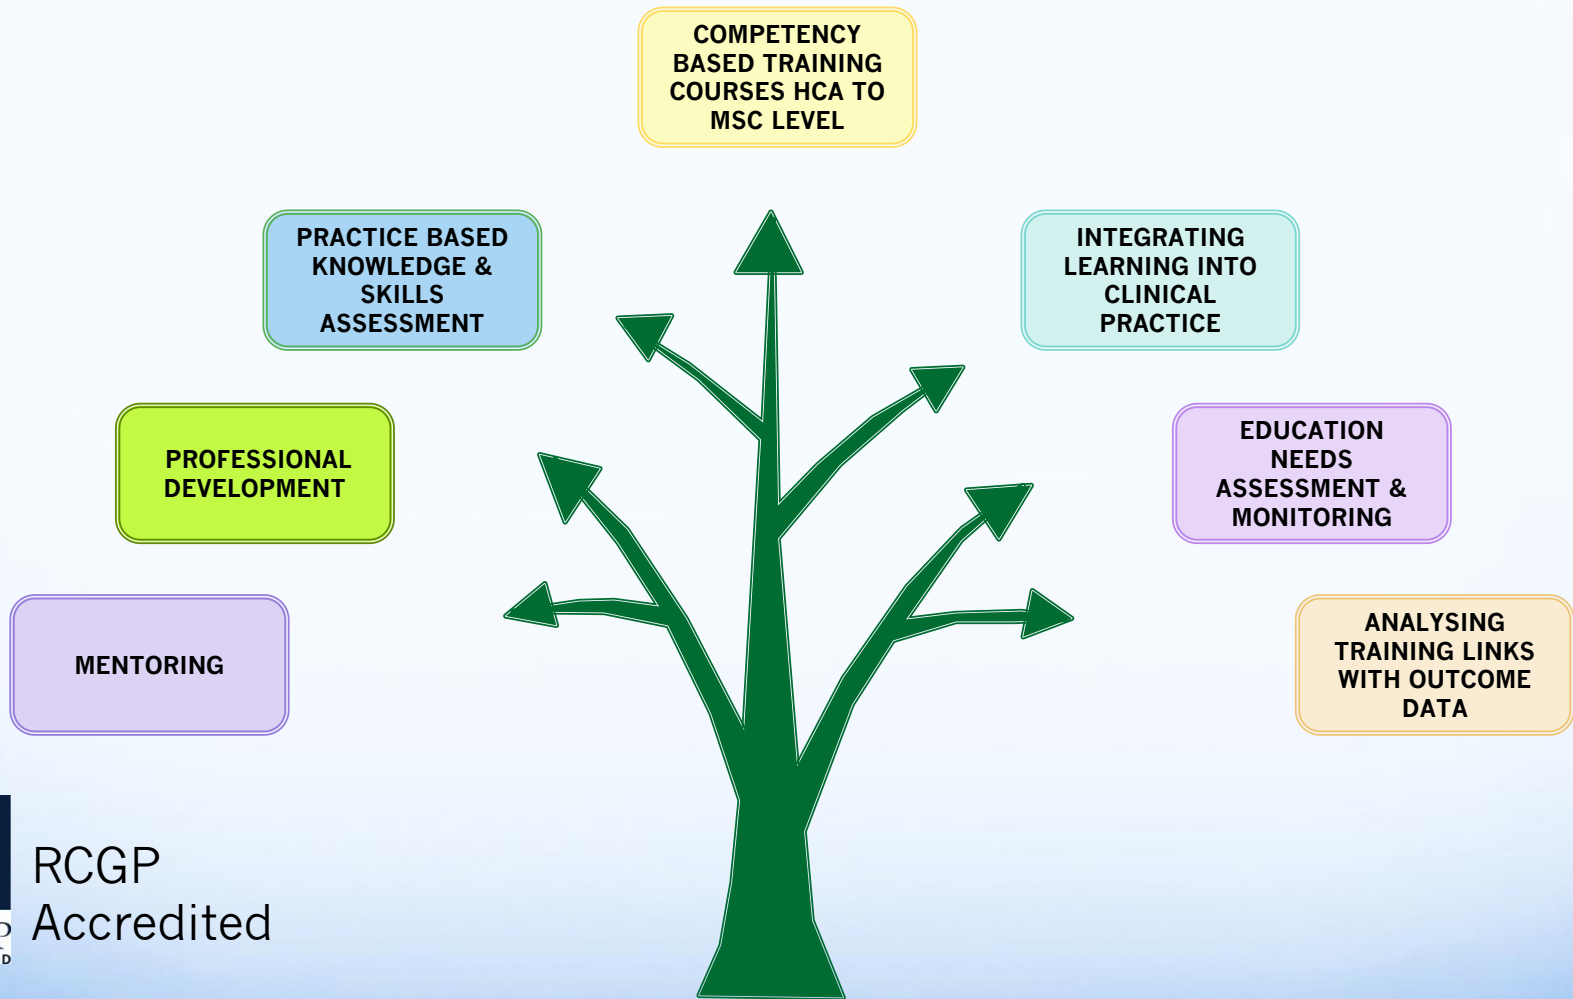 COMPETENCY
BASED TRAINING
COURSES HCA TO
MSC LEVEL
PRACTICE BASED
KNOWLEDGE &
SKILLS
ASSESSMENT
INTEGRATING
LEARNING INTO
CLINICAL
PRACTICE
PROFESSIONAL
DEVELOPMENT
EDUCATION
NEEDS
ASSESSMENT &
MONITORING
MENTORING
ANALYSING
TRAINING LINKS
WITH OUTCOME
DATA
RCGP
Accredited